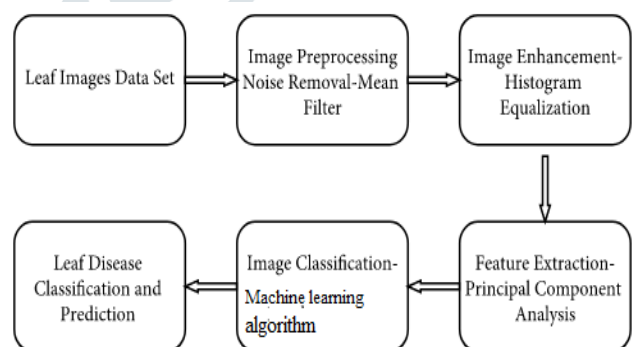 Leaf Images Data Set
Image Preprocessing
Noise Removal-Mean
Filter
Image Enhancement-
Histogram
Equalization
Feature Extraction-
Principal Component
Analysis
Image Classification-
Machine learning
algorithm
Leaf Disease
Classification and
Prediction